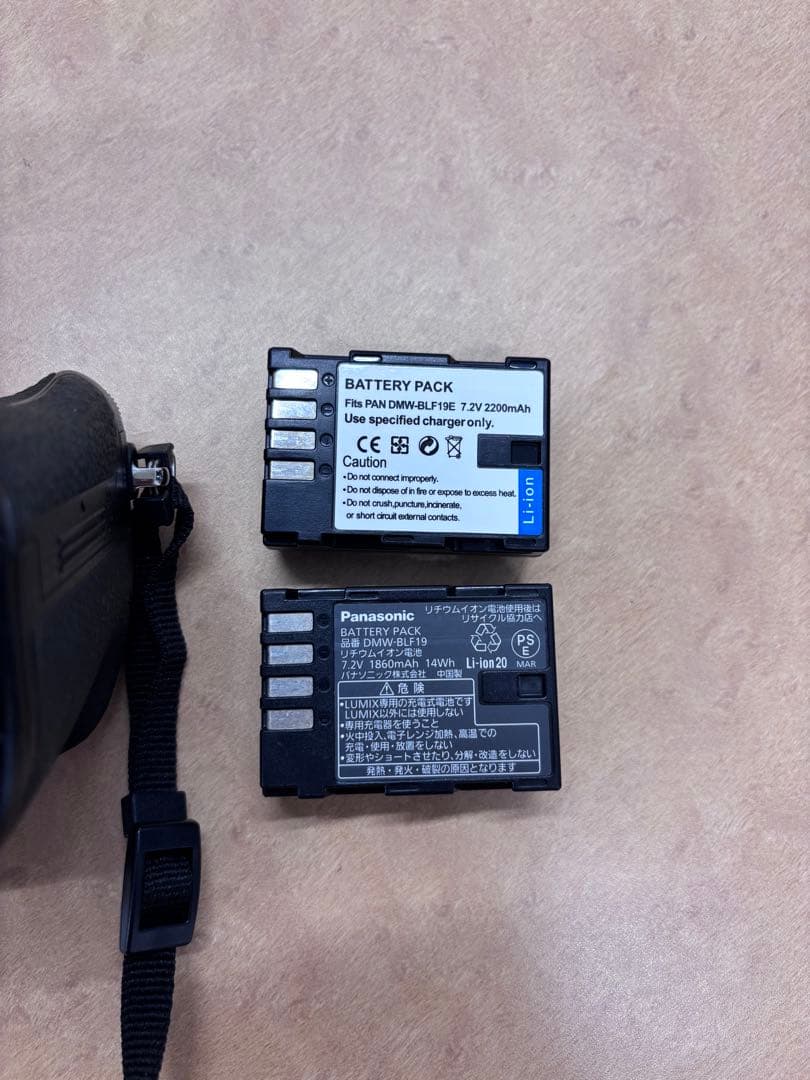 BATTERY PACK
Fits PAN DMW-BLF19E 7.2V 2200mAh
Use specified charger only.
CE
Caution
•Do not connect improperly.
•Do not dispose of in fire or expose to excess heat.
•Do not crush,puncture,incinerate,
or short circuit external contacts.
Li-ion
Panasonic
リチウムイオン電池使用後は
リサイクル協力店へ
BATTERY PACK
品番 DMW-BLF19
リチウムイオン電池
7.2V 1860mAh 14Wh
Li-ion20
パナソニック株式会社 中国製
PS
E
MAR
⚠危険
•LUMIX専用の充電式電池です
LUMIX以外には使用しない
•専用充電器を使うこと
•火中投入、電子レンジ加熱、高温での
充電・使用・放置をしない
•変形やショートさせたり、分解・改造をしない
発熱・発火・破裂の原因となります